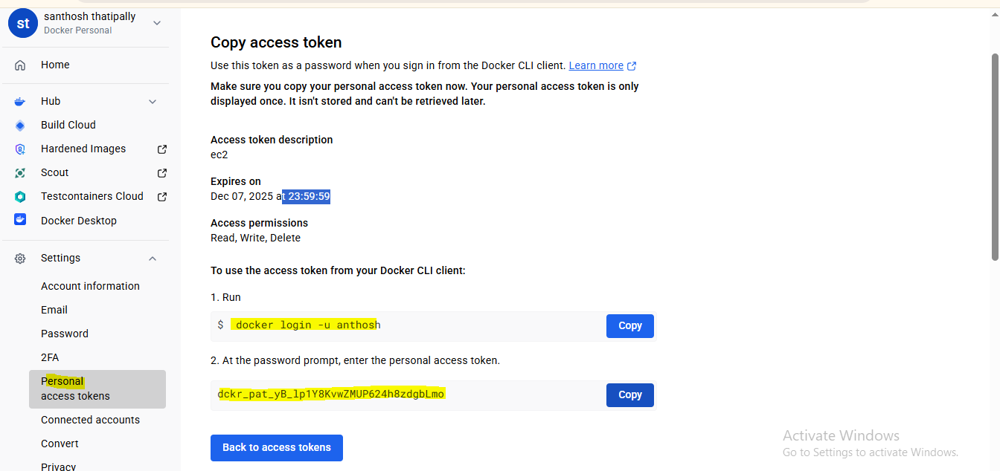 st
santhosh thatipally
Docker Personal
Home
Hub
Build Cloud
Hardened Images
Scout
Testcontainers Cloud
Docker Desktop
Settings
Account information
Email
Password
2FA
Personal
access tokens
Connected accounts
Convert
Privacy
Copy access token
Use this token as a password when you sign in from the Docker CLI client. Learn more
Make sure you copy your personal access token now. Your personal access token is only
displayed once. It isn't stored and can't be retrieved later.
Access token description
ec2
Expires on
Dec 07, 2025 at 23:59:59
Access permissions
Read, Write, Delete
To use the access token from your Docker CLI client:
1. Run
$ docker login -u anthosh
Copy
2. At the password prompt, enter the personal access token.
dckr_pat_yB_lp1Y8KvwZMUP624h8zdgbLmo
Copy
Back to access tokens
Activate Windows
Go to Settings to activate Windows.